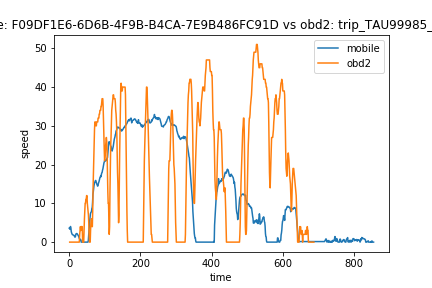 e: F09DF1E6-6D6B-4F9B-B4CA-7E9B486FC91D vs obd2: trip_TAU99985_
mobile
obd2
50
40
30
20
10
0
speed
0 200 400 600 800
time